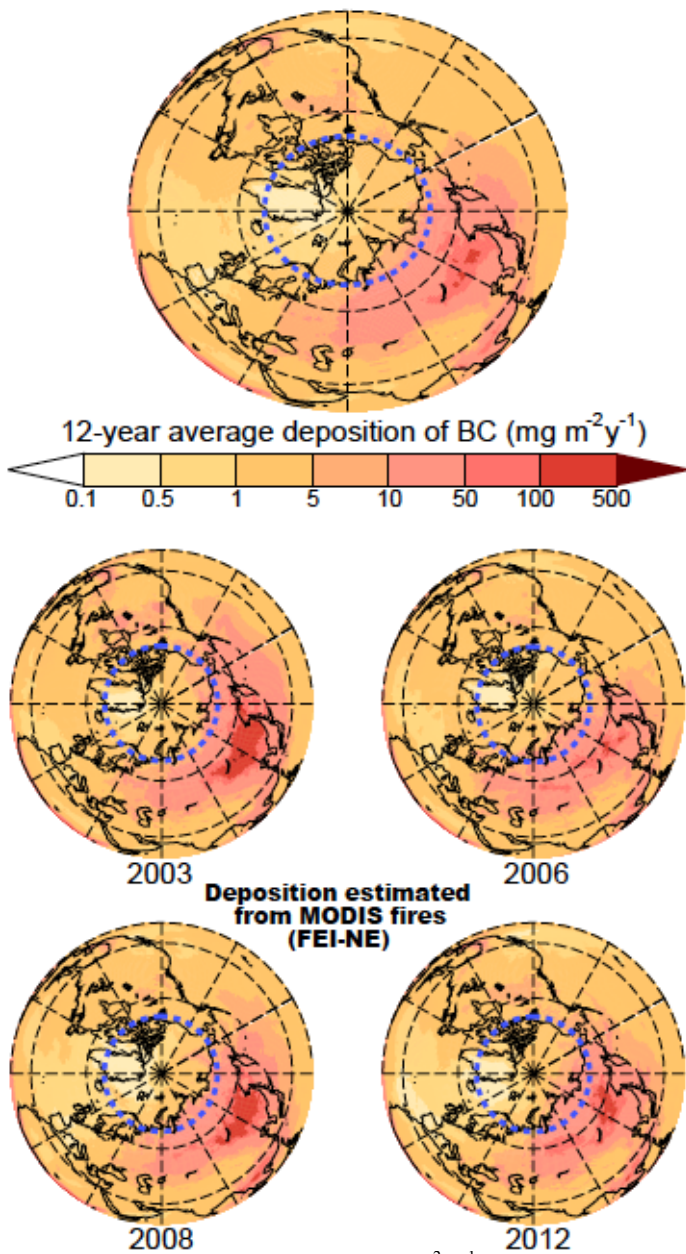 12-year average deposition of BC (mg m⁻²y⁻¹)
0.1 0.5 1 5 10 50 100 500
2003 2006
Deposition estimated
from MODIS fires
(FEI-NE)
2008 2012